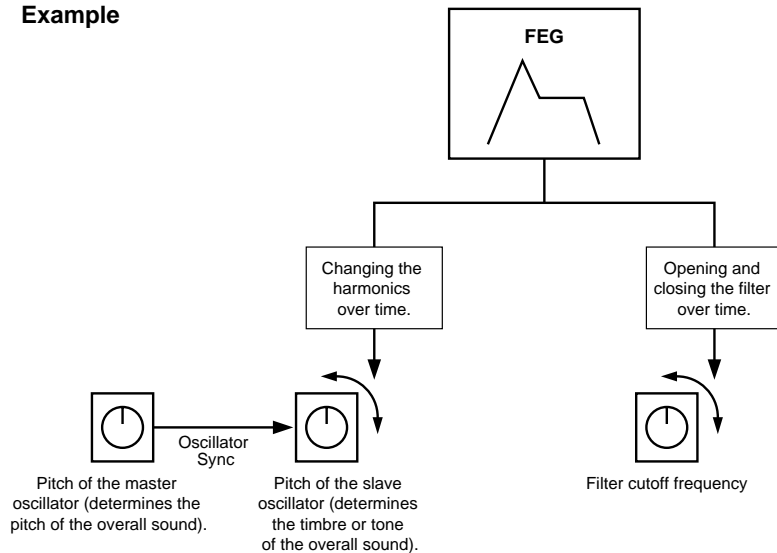 Example
FEG
Changing the
harmonics
over time.
Opening and
closing the filter
over time.
Oscillator
Sync
Pitch of the master
oscillator (determines the
pitch of the overall sound).
Pitch of the slave
oscillator (determines
the timbre or tone
of the overall sound).
Filter cutoff frequency